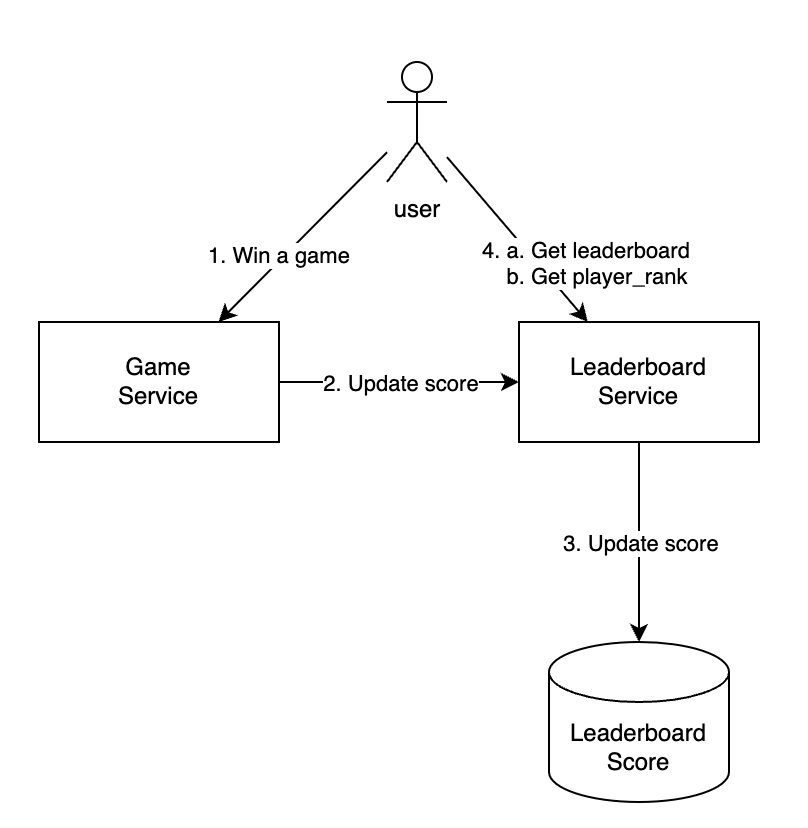 user
1. Win a game
4. a. Get leaderboard
b. Get player_rank
Game
Service
2. Update score
Leaderboard
Service
3. Update score
Leaderboard
Score